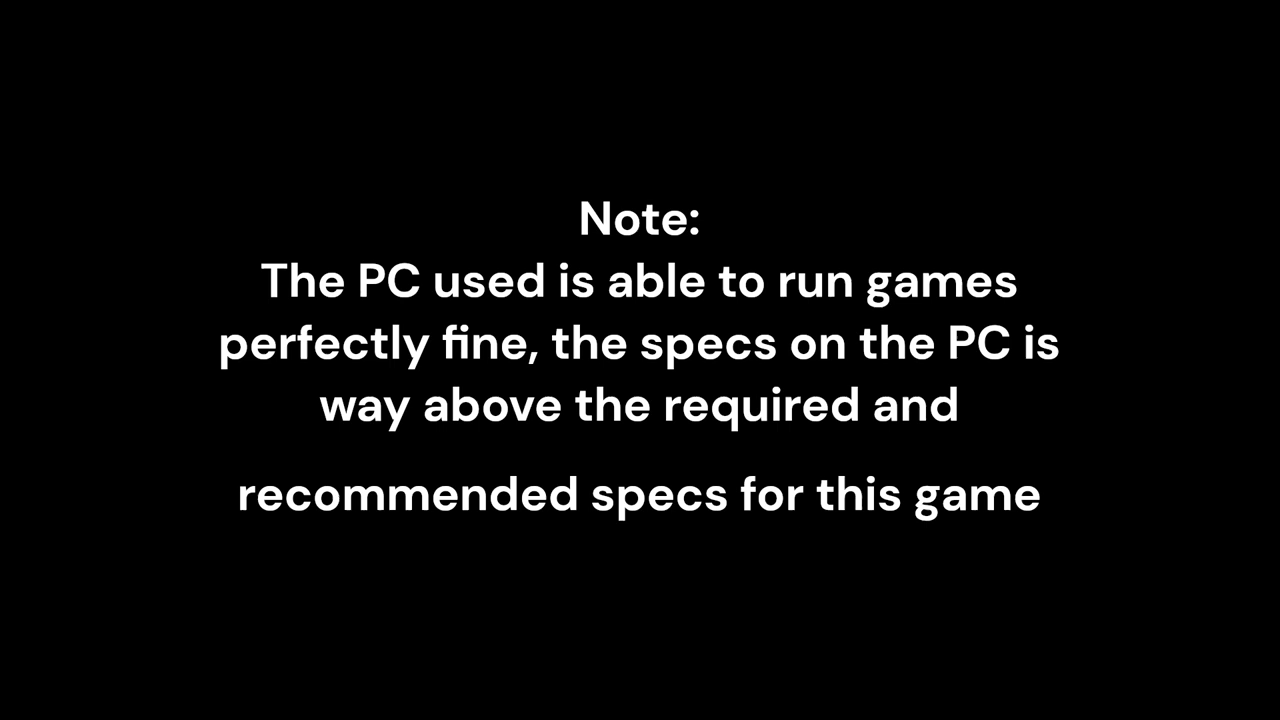 Note:
The PC used is able to run games
perfectly fine, the specs on the PC is
way above the required and
recommended specs for this game